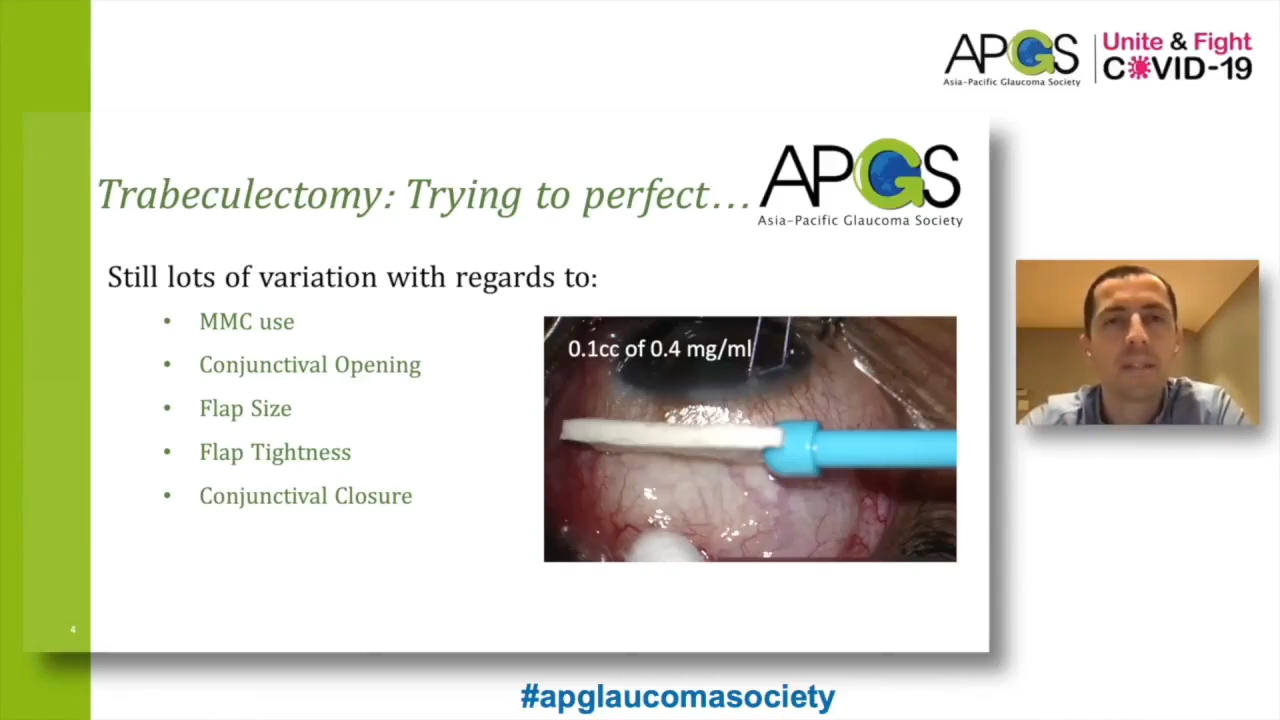 APGS
Asia-Pacific Glaucoma Society
Unite & Fight
COVID-19
Trabeculectomy: Trying to perfect…
APGS
Asia-Pacific Glaucoma Society
Still lots of variation with regards to:
• MMC use
• Conjunctival Opening
• Flap Size
• Flap Tightness
• Conjunctival Closure
0.1cc of 0.4 mg/ml
4
#apglaucomasociety